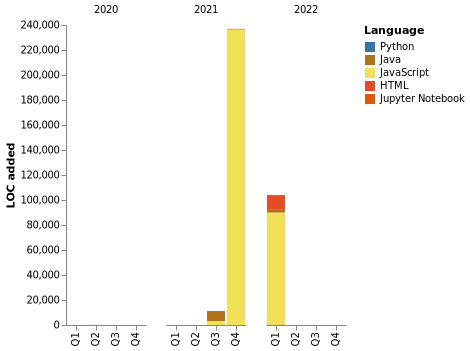 2020 2021 2022
240,000
220,000
200,000
180,000
160,000
140,000
120,000
100,000
80,000
60,000
40,000
20,000
0
LOC added
Q1 Q2 Q3 Q4 Q1 Q2 Q3 Q4 Q1 Q2 Q3 Q4
Language
Python
Java
JavaScript
HTML
Jupyter Notebook